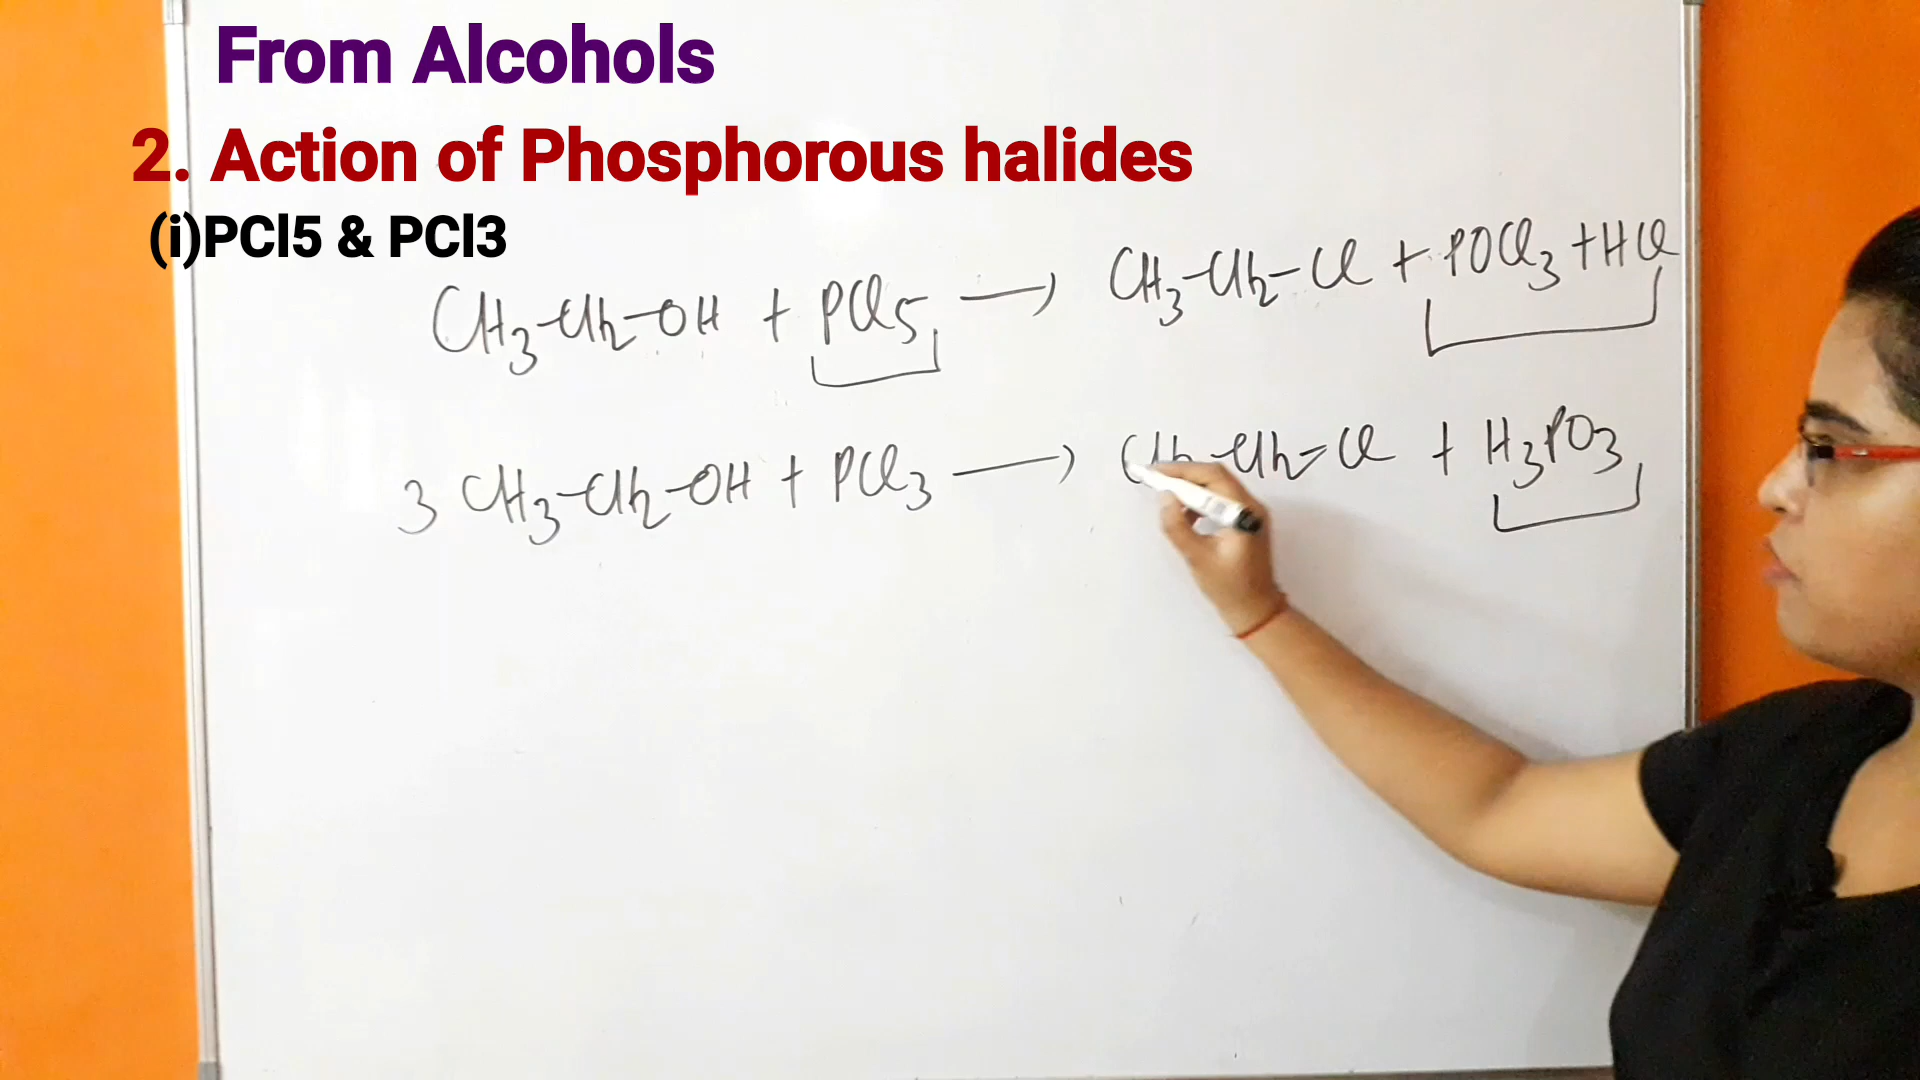 From Alcohols
2. Action of Phosphorous halides
(i)PCl5 & PCl3
CH3-CH2-OH + PCl5 → CH3-CH2-Cl + POCl3 + HCl
3 CH3-CH2-OH + PCl3 → CH3-CH2-Cl + H3PO3